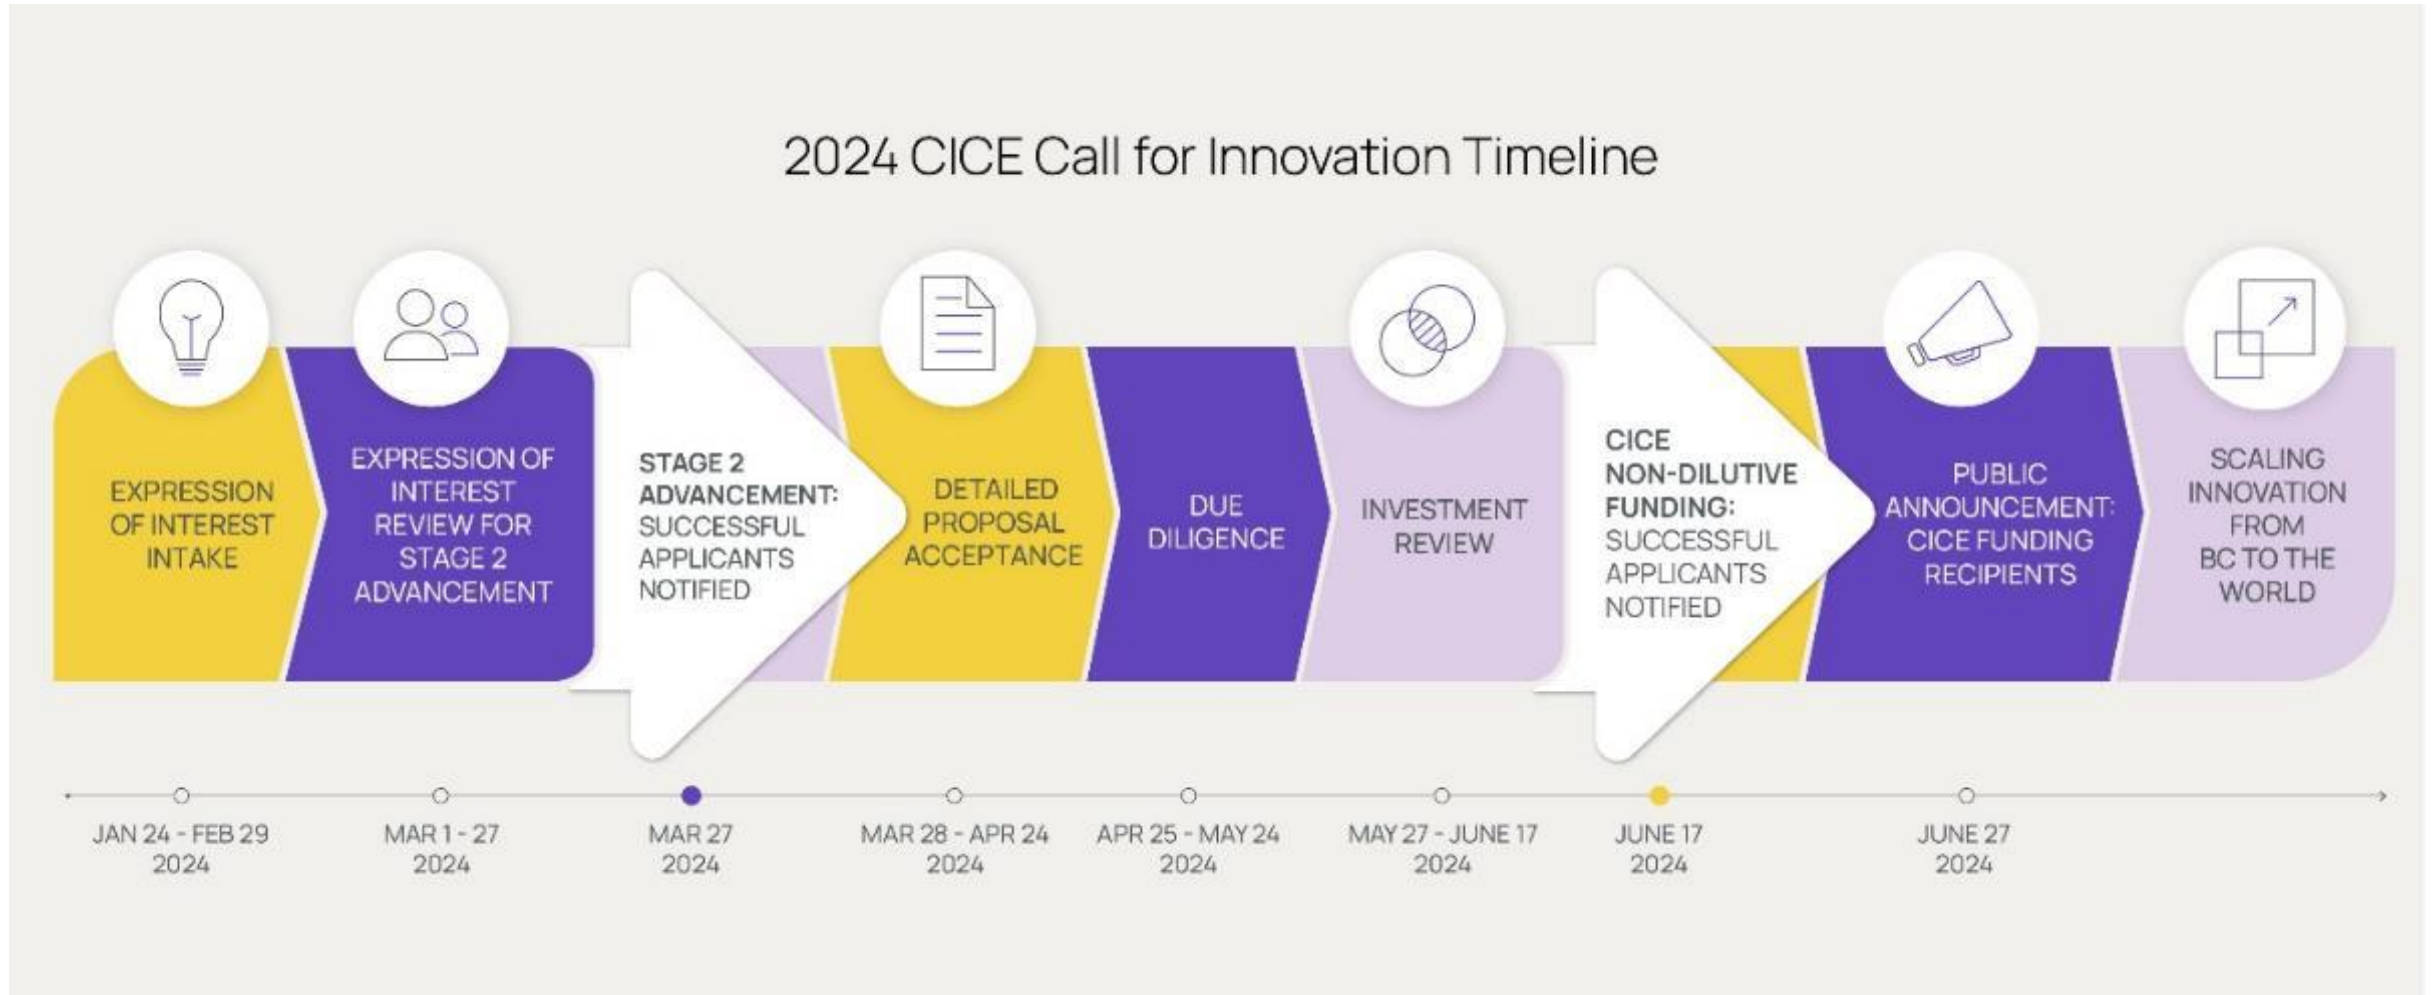 2024 CICE Call for Innovation Timeline
EXPRESSION
OF INTEREST
INTAKE
EXPRESSION OF
INTEREST
REVIEW FOR
STAGE 2
ADVANCEMENT
STAGE 2
ADVANCEMENT:
SUCCESSFUL
APPLICANTS
NOTIFIED
DETAILED
PROPOSAL
ACCEPTANCE
DUE
DILIGENCE
INVESTMENT
REVIEW
CICE
NON-DILUTIVE
FUNDING:
SUCCESSFUL
APPLICANTS
NOTIFIED
PUBLIC
ANNOUNCEMENT:
CICE FUNDING
RECIPIENTS
SCALING
INNOVATION
FROM
BC TO THE
WORLD
JAN 24 - FEB 29
2024
MAR 1 - 27
2024
MAR 27
2024
MAR 28 - APR 24
2024
APR 25 - MAY 24
2024
MAY 27 - JUNE 17
2024
JUNE 17
2024
JUNE 27
2024